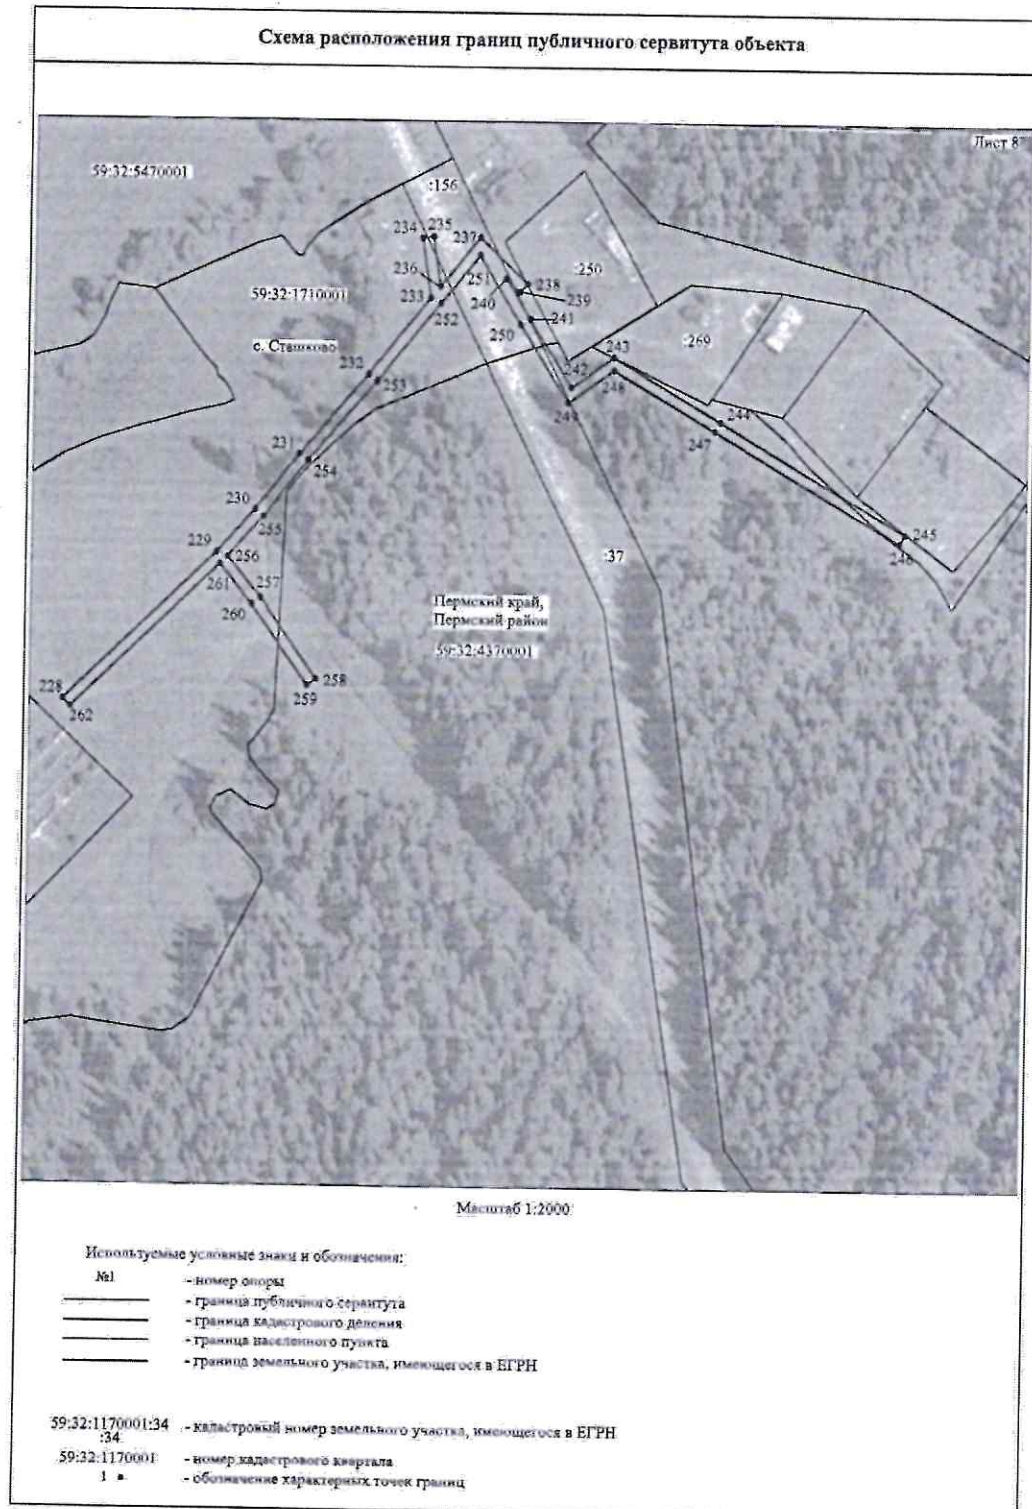 Схема расположения границ публичного сервитута объекта
Лист 8
59:32:5470001
:156
234
235
237
236
251
:250
238
59:32:1710001
233
252
240
239
241
250
с. Сташково
232
253
242
243
:269
248
249
244
247
231
254
230
255
229
256
245
246
261
257
260
:37
Пермский край,
Пермский район
59:32:4370001
228
262
258
259
Масштаб 1:2000
Используемые условные знаки и обозначения:
№1 - номер опоры
- граница публичного сервитута
- граница кадастрового деления
- граница населенного пункта
- граница земельного участка, имеющегося в ЕГРН
59:32:1170001:34 - кадастровый номер земельного участка, имеющегося в ЕГРН
:34
59:32:1170001 - номер кадастрового квартала
1 - обозначение характерных точек границ